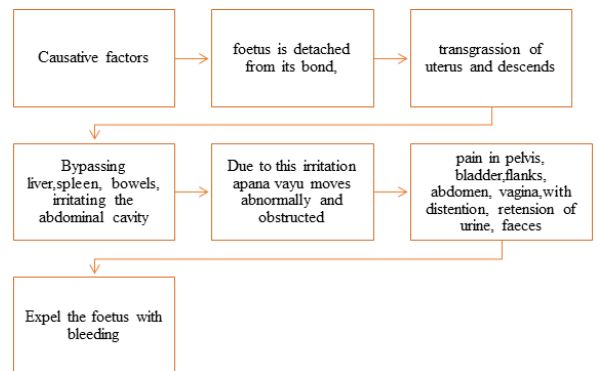 Causative factors
foetus is detached
from its bond,
transgrassion of
uterus and descends
Bypassing
liver,spleen, bowels,
irritating the
abdominal cavity
Due to this irritation
apana vayu moves
abnormally and
obstructed
pain in pelvis,
bladder,flanks,
abdomen, vagina,with
distention, retension of
urine, faeces
Expel the foetus with
bleeding